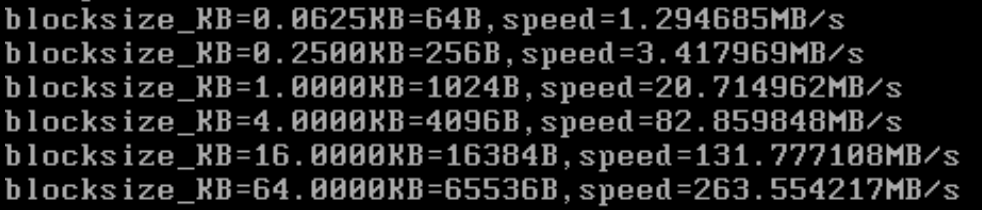 blocksize_KB=0.0625KB=64B,speed=1.294685MB/s
blocksize_KB=0.2500KB=256B,speed=3.417969MB/s
blocksize_KB=1.0000KB=1024B,speed=20.714962MB/s
blocksize_KB=4.0000KB=4096B,speed=82.859848MB/s
blocksize_KB=16.0000KB=16384B,speed=131.777108MB/s
blocksize_KB=64.0000KB=65536B,speed=263.554217MB/s